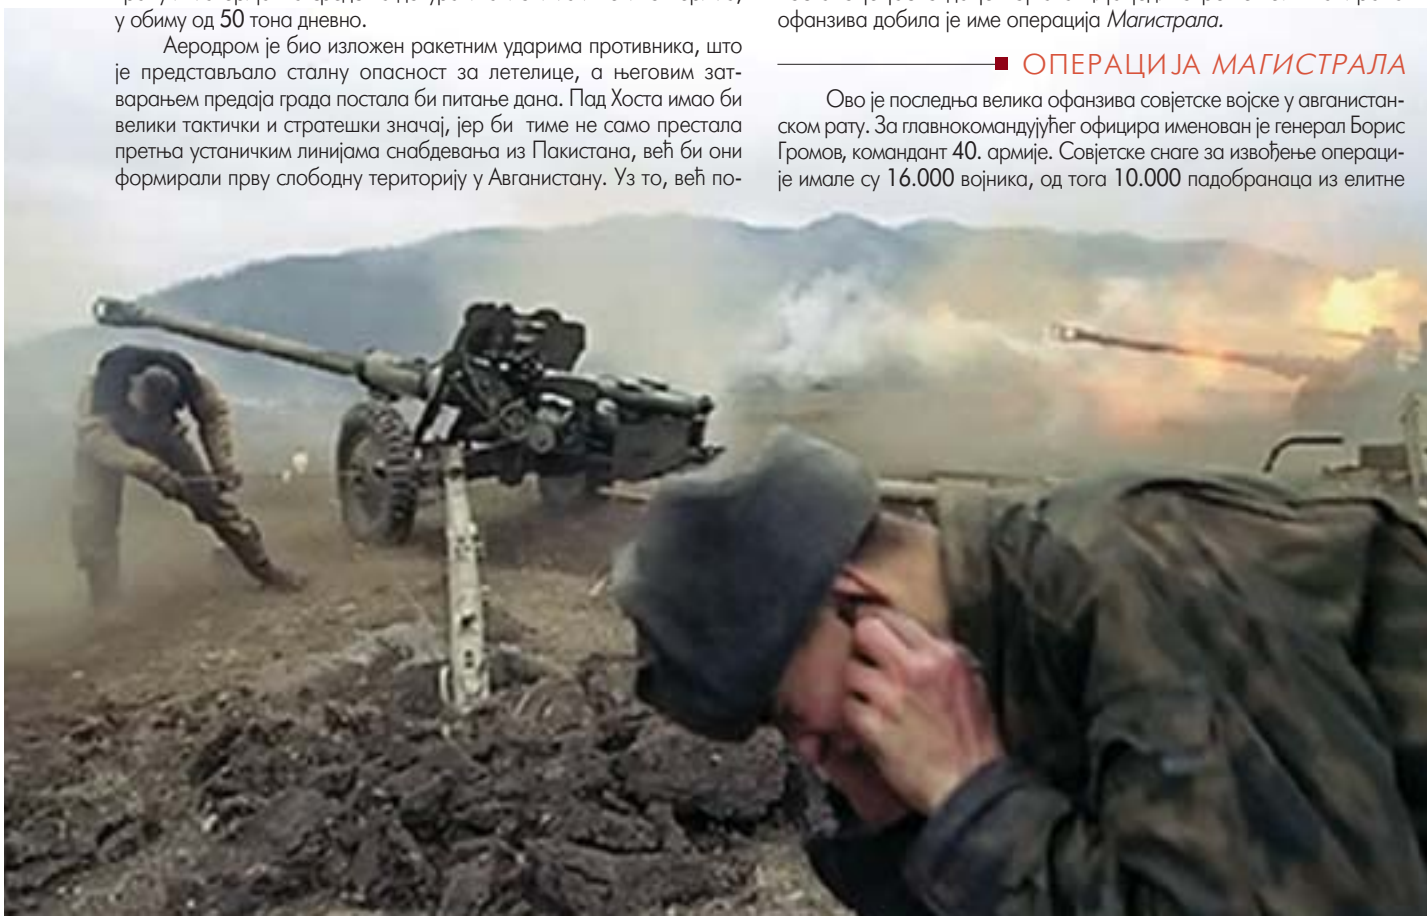 у обиму од 50 тона дневно.
Аеродром је био изложен ракетним ударима противника, што
је представљало сталну опасност за летелице, а његовим зат-
варањем предаја града постала би питање дана. Пад Хоста имао би
велики тактички и стратешки значај, јер би тиме не само престала
претња устаничким линијама снабдевања из Пакистана, већ би они
формирали прву слободну територију у Авганистану. Уз то, већ по-
офанзива добила је име операција Магистрала.
ОПЕРАЦИЈА МАГИСТРАЛА
Ово је последња велика офанзива совјетске војске у авганистан-
ском рату. За главнокомандујућег официра именован је генерал Борис
Громов, командант 40. армије. Совјетске снаге за извођење операци-
је имале су 16.000 војника, од тога 10.000 падобранаца из елитне